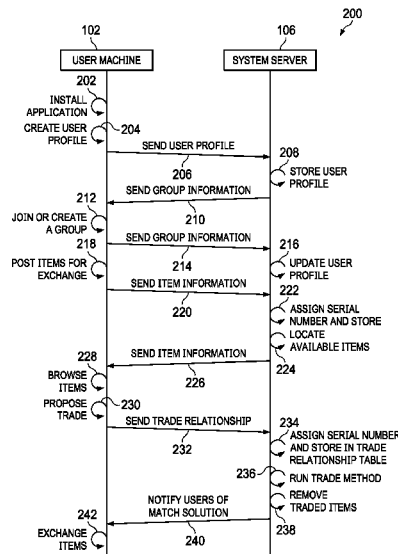 200
102
106
USER MACHINE
SYSTEM SERVER
202
INSTALL
APPLICATION
CREATE USER
PROFILE
204
SEND USER PROFILE
206
208
STORE USER
PROFILE
SEND GROUP INFORMATION
210
212
JOIN OR CREATE
A GROUP
SEND GROUP INFORMATION
214
216
UPDATE USER
PROFILE
218
POST ITEMS FOR
EXCHANGE
SEND ITEM INFORMATION
220
222
ASSIGN SERIAL
NUMBER AND STORE
LOCATE
AVAILABLE ITEMS
224
SEND ITEM INFORMATION
226
228
BROWSE
ITEMS
PROPOSE
TRADE
230
SEND TRADE RELATIONSHIP
232
234
ASSIGN SERIAL NUMBER
AND STORE IN TRADE
RELATIONSHIP TABLE
236
RUN TRADE METHOD
REMOVE
TRADED ITEMS
238
NOTIFY USERS OF
MATCH SOLUTION
240
242
EXCHANGE
ITEMS